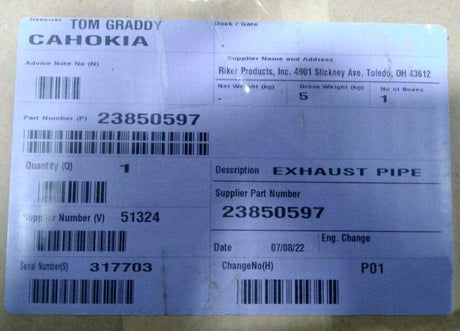 Receiver TOM GRADDY
Dock / Gate
CAHOKIA
Supplier Name and Address
Advice Note No (N)
Riker Products, Inc. 4901 Stickney Ave. Toledo, OH 43612
Net Weight (kg) Gross Weight (kg) No of Boxes
- 5 1
Part Number (P) 23850597
Quantity (Q) 1
Description EXHAUST PIPE
Supplier Part Number
23850597
Supplier Number (V) 51324
Date 07/08/22 Eng. Change
Serial Number(S) 317703
ChangeNo(H) P01